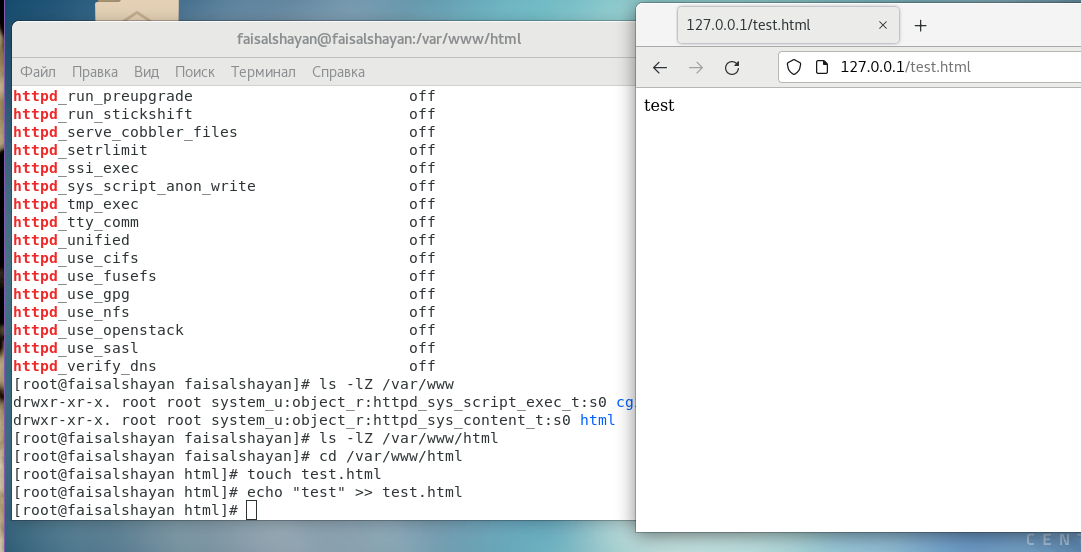 faisalshayan@faisalshayan:/var/www/html
Файл Правка Вид Поиск Терминал Справка
httpd_run_preupgrade off
httpd_run_stickshift off
httpd_serve_cobbler_files off
httpd_setrlimit off
httpd_ssi_exec off
httpd_sys_script_anon_write off
httpd_tmp_exec off
httpd_tty_comm off
httpd_unified off
httpd_use_cifs off
httpd_use_fusefs off
httpd_use_gpg off
httpd_use_nfs off
httpd_use_openstack off
httpd_use_sasl off
httpd_verify_dns off
[root@faisalshayan faisalshayan]# ls -lZ /var/www
drwxr-xr-x. root root system_u:object_r:httpd_sys_script_exec_t:s0 cg
drwxr-xr-x. root root system_u:object_r:httpd_sys_content_t:s0 html
[root@faisalshayan faisalshayan]# ls -lZ /var/www/html
[root@faisalshayan faisalshayan]# cd /var/www/html
[root@faisalshayan html]# touch test.html
[root@faisalshayan html]# echo "test" >> test.html
[root@faisalshayan html]#
127.0.0.1/test.html
127.0.0.1/test.html
test
CENT